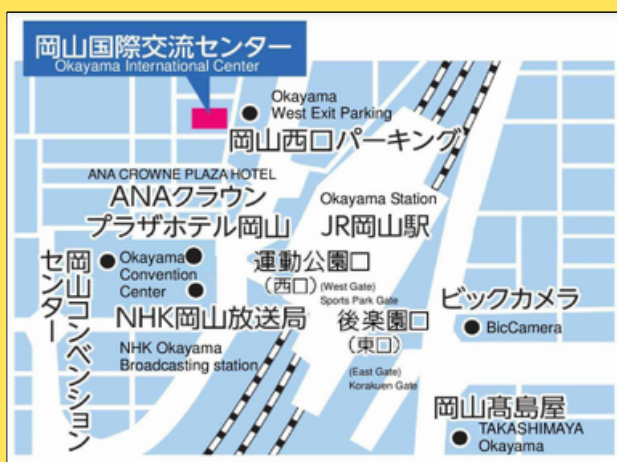 岡山国際交流センター
Okayama International Center
Okayama
West Exit Parking
岡山西口パーキング
ANA CROWNE PLAZA HOTEL
ANAクラウン
プラザホテル岡山
Okayama Station
JR岡山駅
岡山コンベンション
センター
Okayama
Convention
Center
運動公園口
(西口)
(West Gate)
Sports Park Gate
NHK岡山放送局
NHK Okayama
Broadcasting station
後楽園口
(東口)
(East Gate)
Korakuen Gate
ビックカメラ
BicCamera
岡山髙島屋
TAKASHIMAYA
Okayama